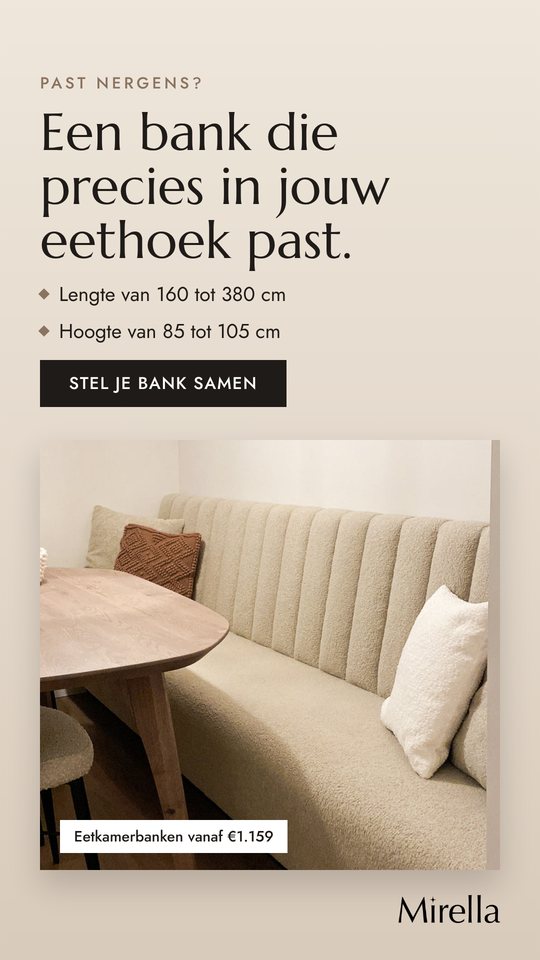 PAST NERGENS?
Een bank die
precies in jouw
eethoek past.
Lengte van 160 tot 380 cm
Hoogte van 85 tot 105 cm
STEL JE BANK SAMEN
Eetkamerbanken vanaf €1.159
Mirella